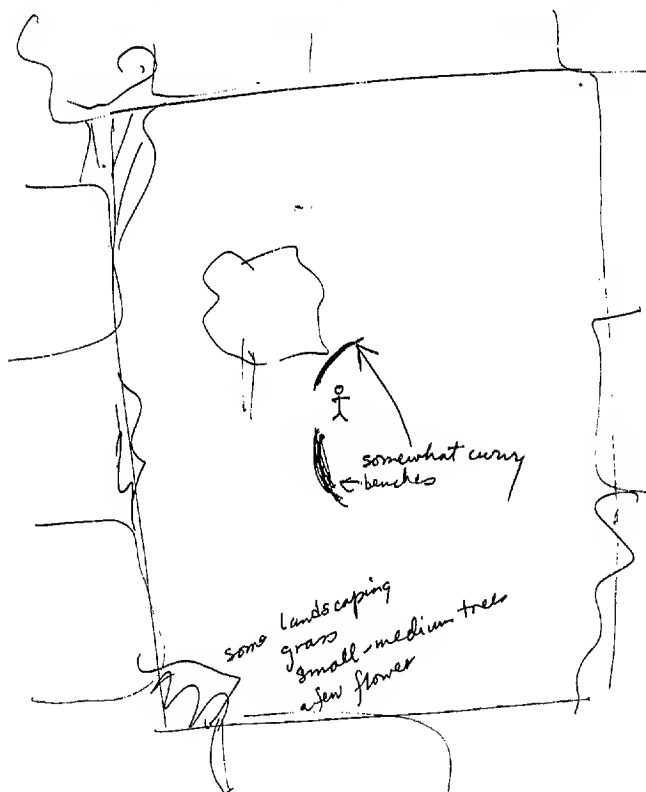 somewhat curvy
benches
some landscaping
grass
small-medium trees
a few flower